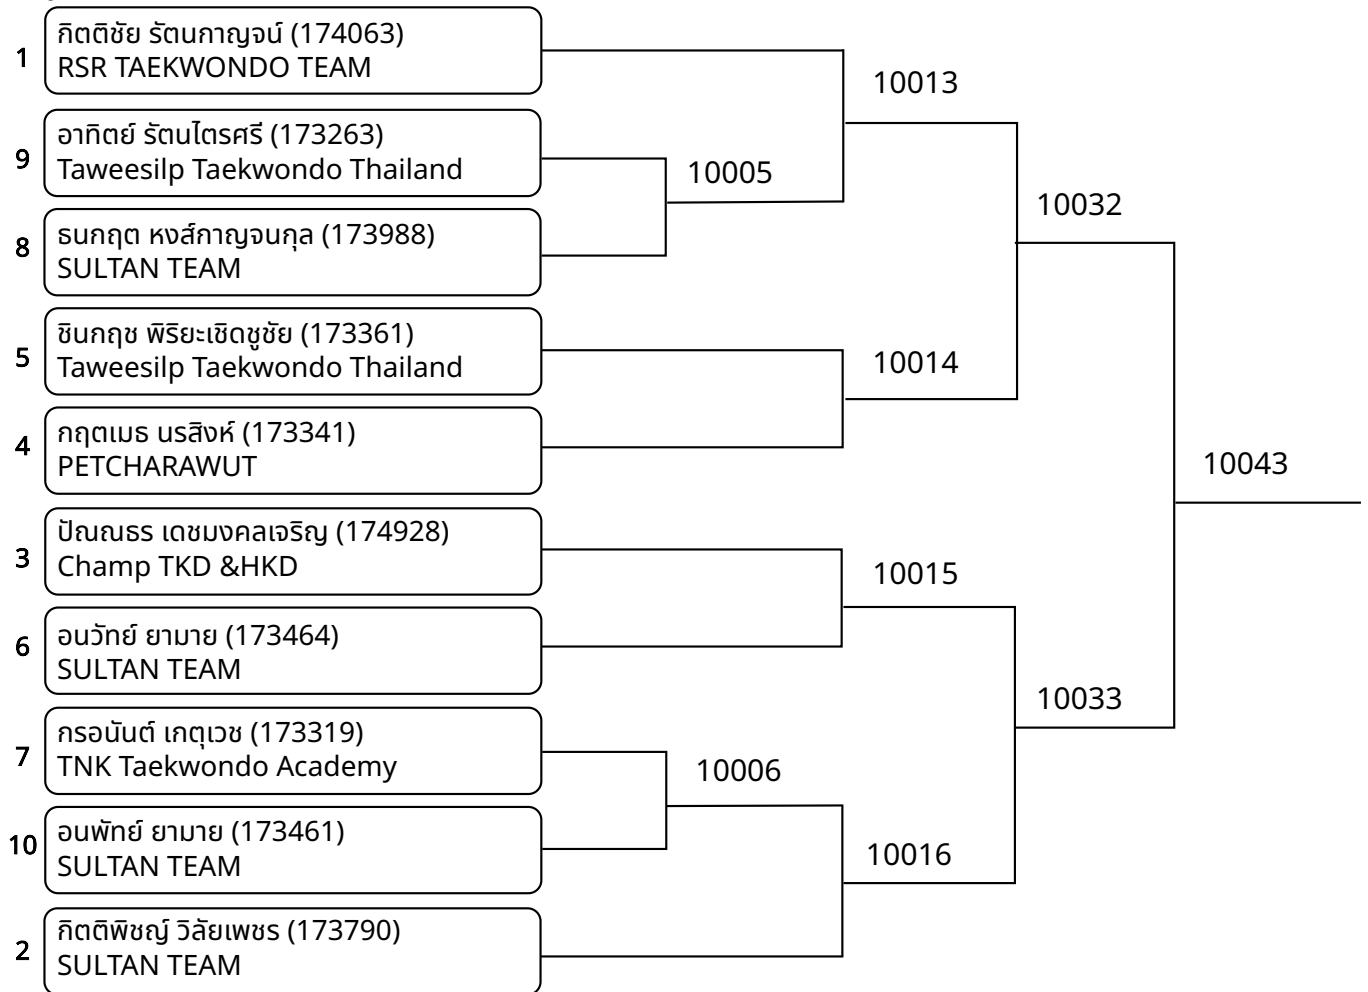 1
กิตติชัย รัตนกาญจน์ (174063)
RSR TAEKWONDO TEAM
10013
9
อาทิตย์ รัตนไตรศรี (173263)
Taweesilp Taekwondo Thailand
10005
10032
8
ธนกฤต หงส์กาญจนกุล (173988)
SULTAN TEAM
5
ชินกฤช พิริยะเชิดชูชัย (173361)
Taweesilp Taekwondo Thailand
10014
4
กฤตเมธ นรสิงห์ (173341)
PETCHARAWUT
10043
3
ปัณณธร เดชมงคลเจริญ (174928)
Champ TKD &HKD
10015
6
อนวัทย์ ยามาย (173464)
SULTAN TEAM
10033
7
กรอนันต์ เกตุเวช (173319)
TNK Taekwondo Academy
10006
10
อนพัทย์ ยามาย (173461)
SULTAN TEAM
10016
2
กิตติพิชญ์ วิลัยเพชร (173790)
SULTAN TEAM